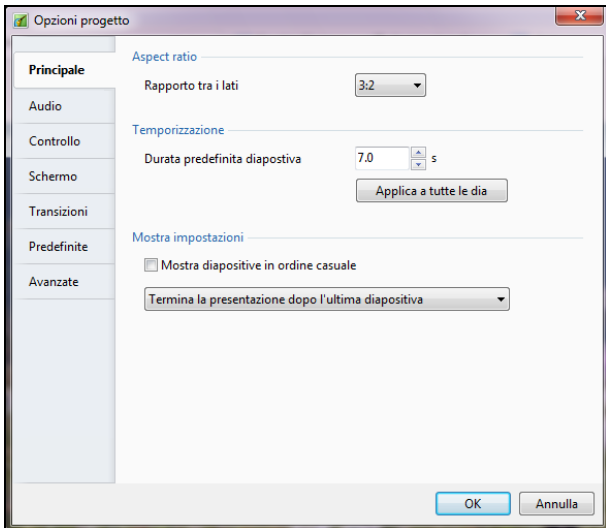 Opzioni progetto
Principale
Audio
Controllo
Schermo
Transizioni
Predefinite
Avanzate
Aspect ratio
Rapporto tra i lati 3:2
Temporizzazione
Durata predefinita diapostiva 7.0 s
Applica a tutte le dia
Mostra impostazioni
Mostra diapositive in ordine casuale
Termina la presentazione dopo l'ultima diapositiva
OK Annulla